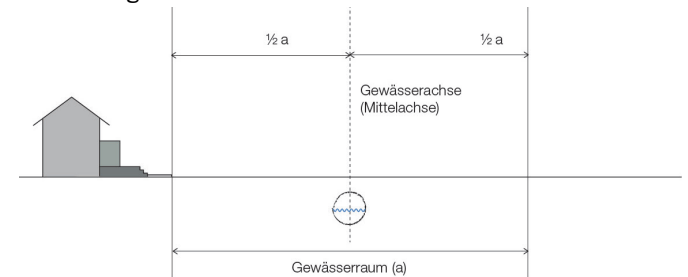 ½ a
½ a
Gewässerachse
(Mittelachse)
Gewässerraum (a)